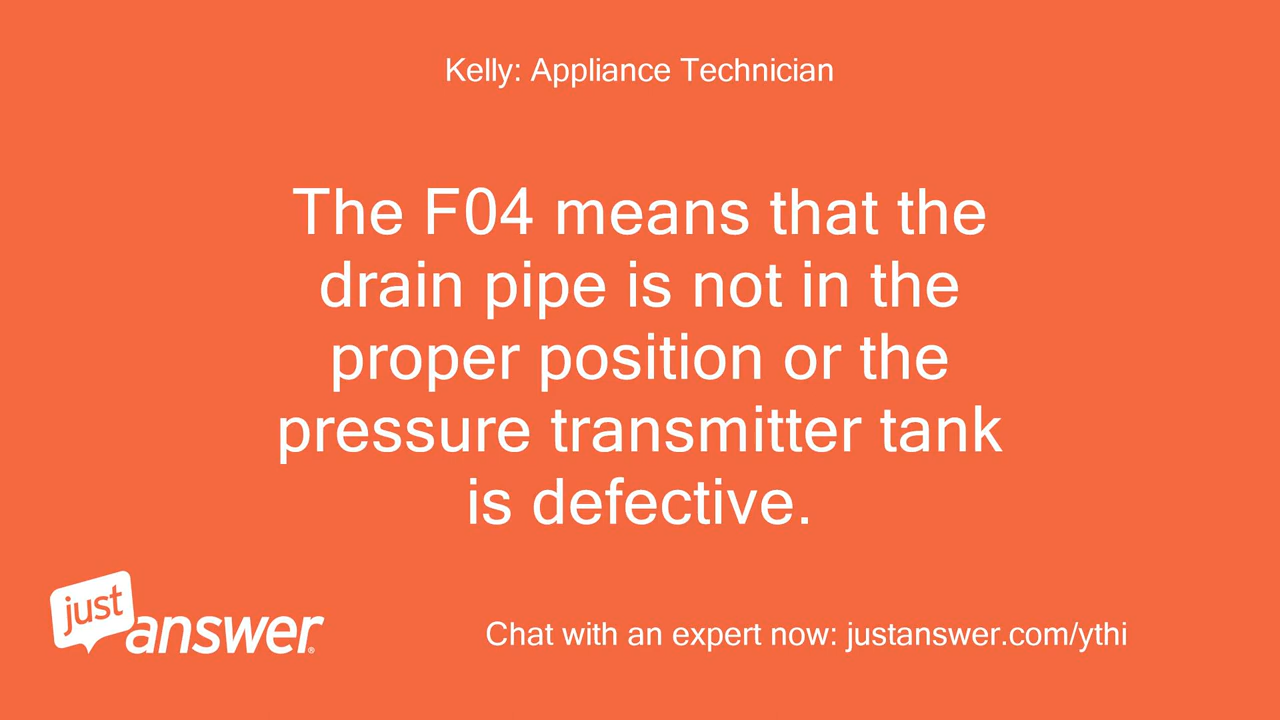 Kelly: Appliance Technician
The F04 means that the
drain pipe is not in the
proper position or the
pressure transmitter tank
is defective.
just
answer®
Chat with an expert now: justanswer.com/ythi